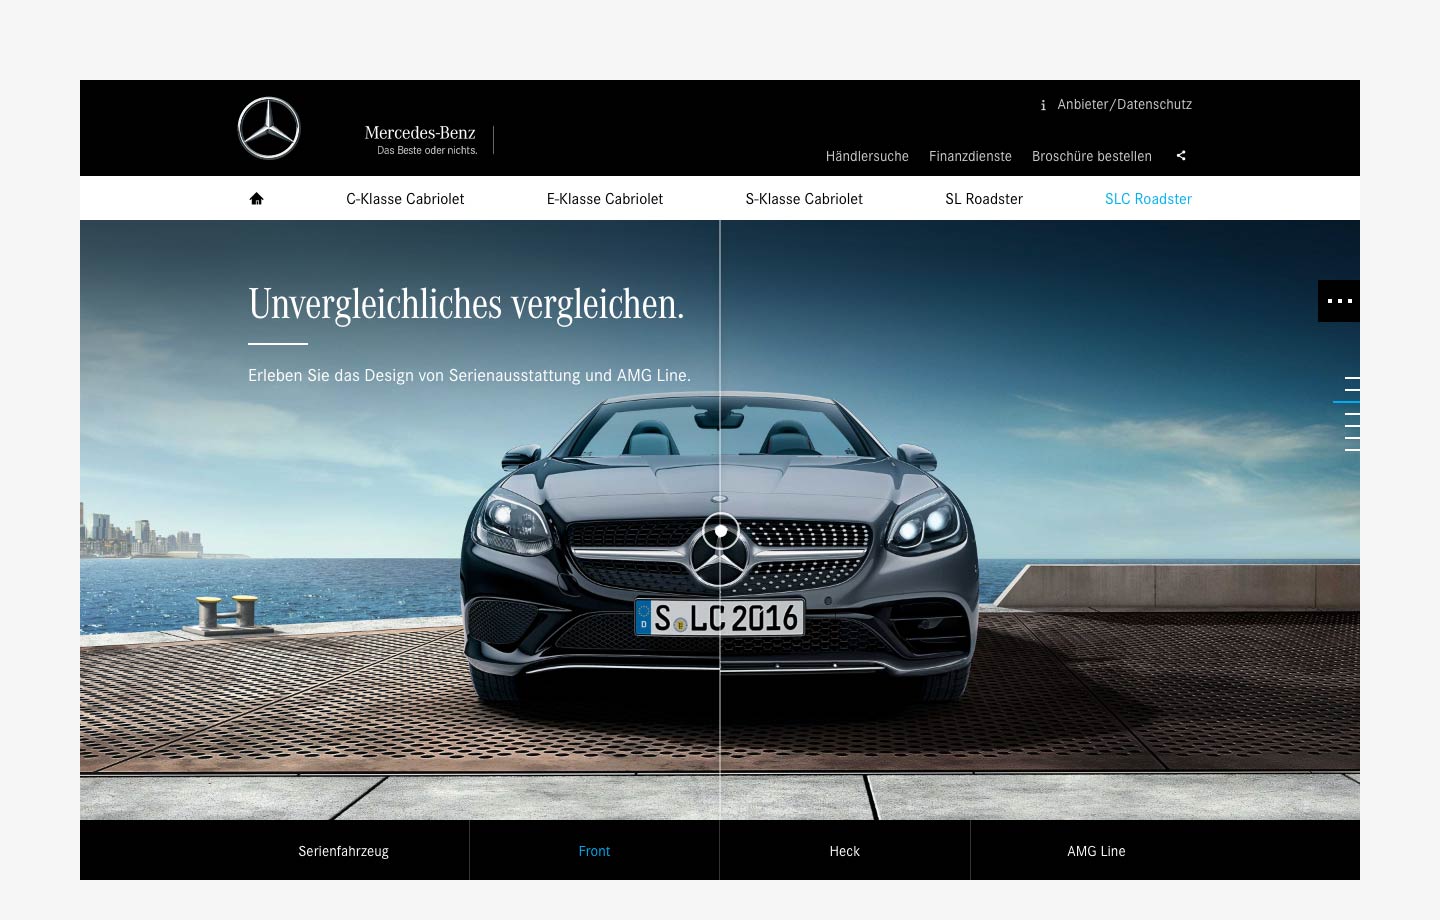 Anbieter/Datenschutz
Mercedes-Benz
Das Beste oder nichts.
Händlersuche Finanzdienste Broschüre bestellen
C-Klasse Cabriolet E-Klasse Cabriolet S-Klasse Cabriolet SL Roadster SLC Roadster
Unvergleichliches vergleichen.
Erleben Sie das Design von Serienausstattung und AMG Line.
D S LC 2016
Serienfahrzeug Front Heck AMG Line